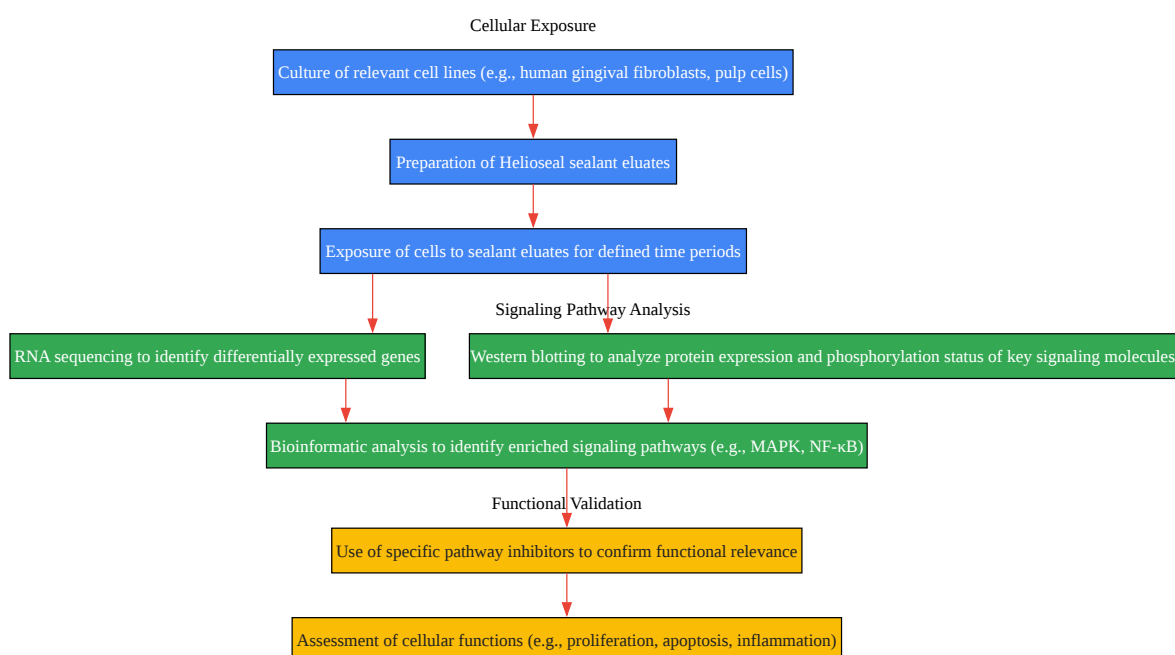 Cellular Exposure
Culture of relevant cell lines (e.g., human gingival fibroblasts, pulp cells)
Preparation of Helioseal sealant eluates
Exposure of cells to sealant eluates for defined time periods
Signaling Pathway Analysis
RNA sequencing to identify differentially expressed genes
Western blotting to analyze protein expression and phosphorylation status of key signaling molecules
Bioinformatic analysis to identify enriched signaling pathways (e.g., MAPK, NF-κB)
Functional Validation
Use of specific pathway inhibitors to confirm functional relevance
Assessment of cellular functions (e.g., proliferation, apoptosis, inflammation)